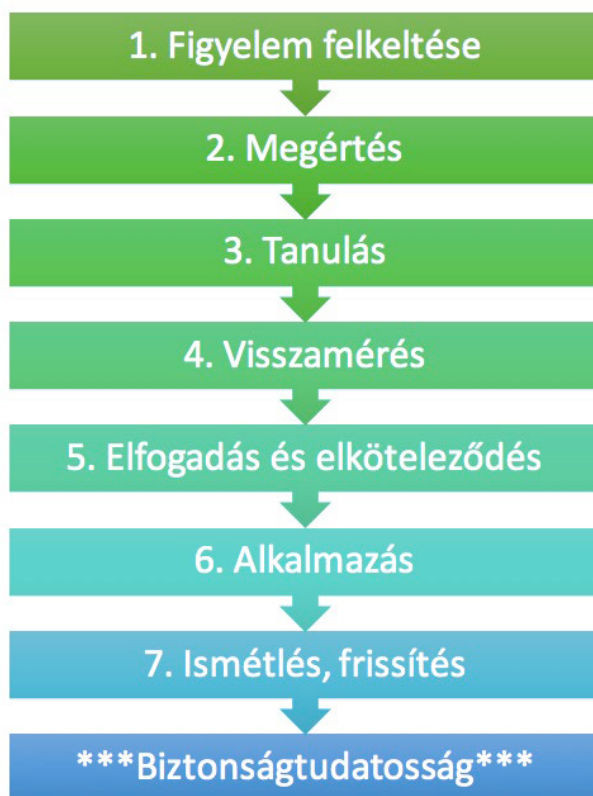 1. Figyelem felkeltése
2. Megértés
3. Tanulás
4. Visszamérés
5. Elfogadás és elköteleződés
6. Alkalmazás
7. Ismétlés, frissítés
***Biztonságtudatosság***